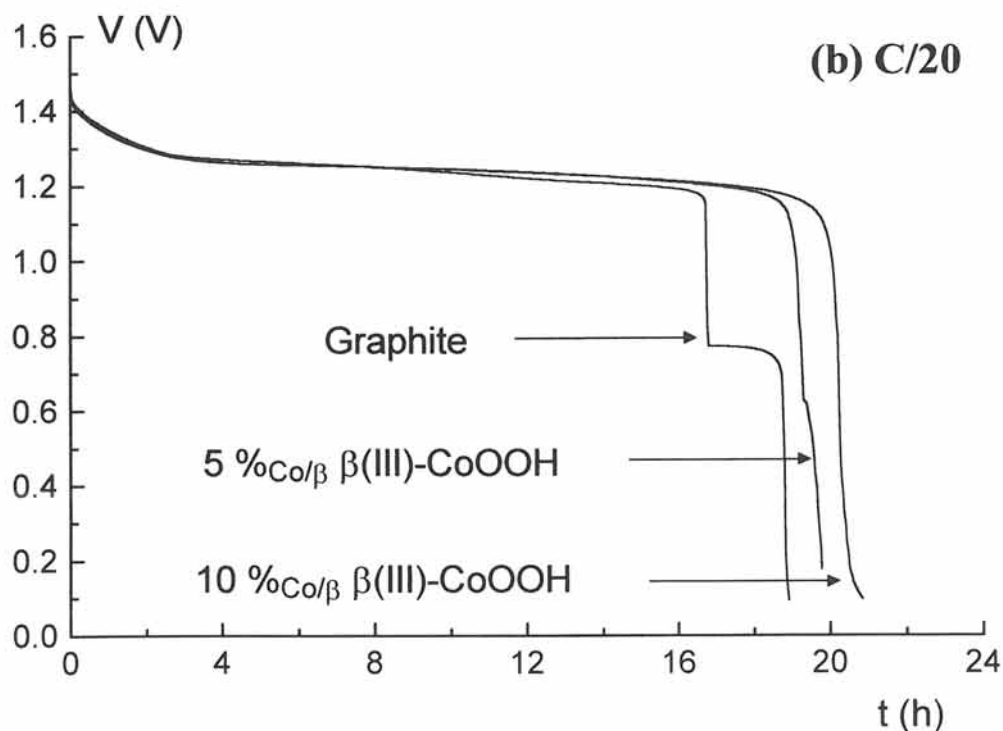 V (V)
(b) C/20
1.6
1.4
1.2
1.0
0.8
0.6
0.4
0.2
0.0
Graphite
5 %Co/β β(III)-CoOOH
10 %Co/β β(III)-CoOOH
0 4 8 12 16 20 24
t (h)